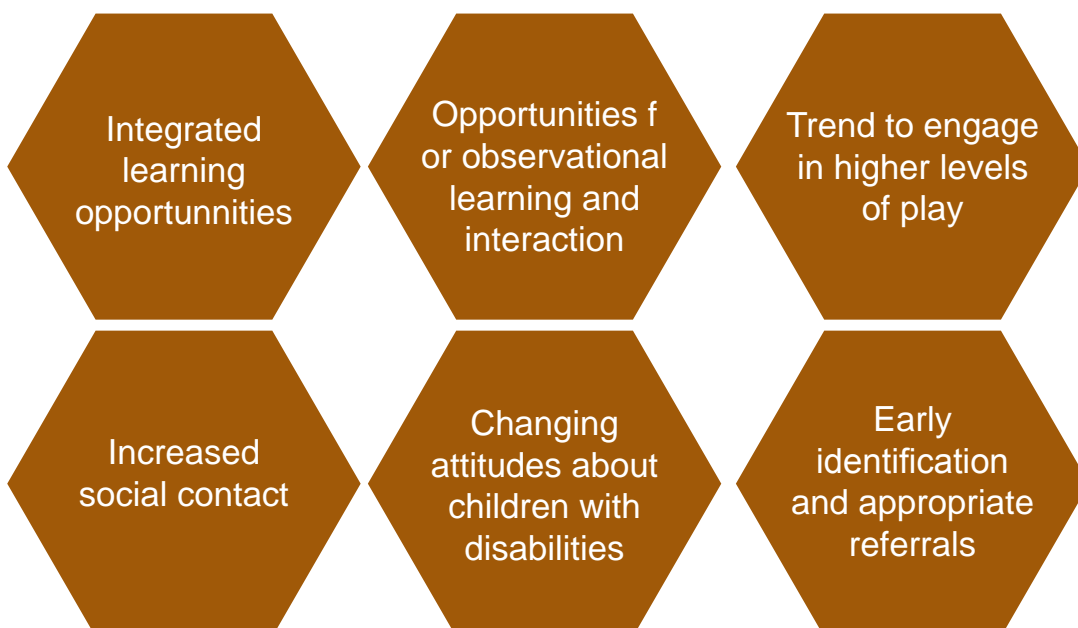 Integrated
learning
opportunnities
Opportunities f
or observational
learning and
interaction
Trend to engage
in higher levels
of play
Increased
social contact
Changing
attitudes about
children with
disabilities
Early
identification
and appropriate
referrals